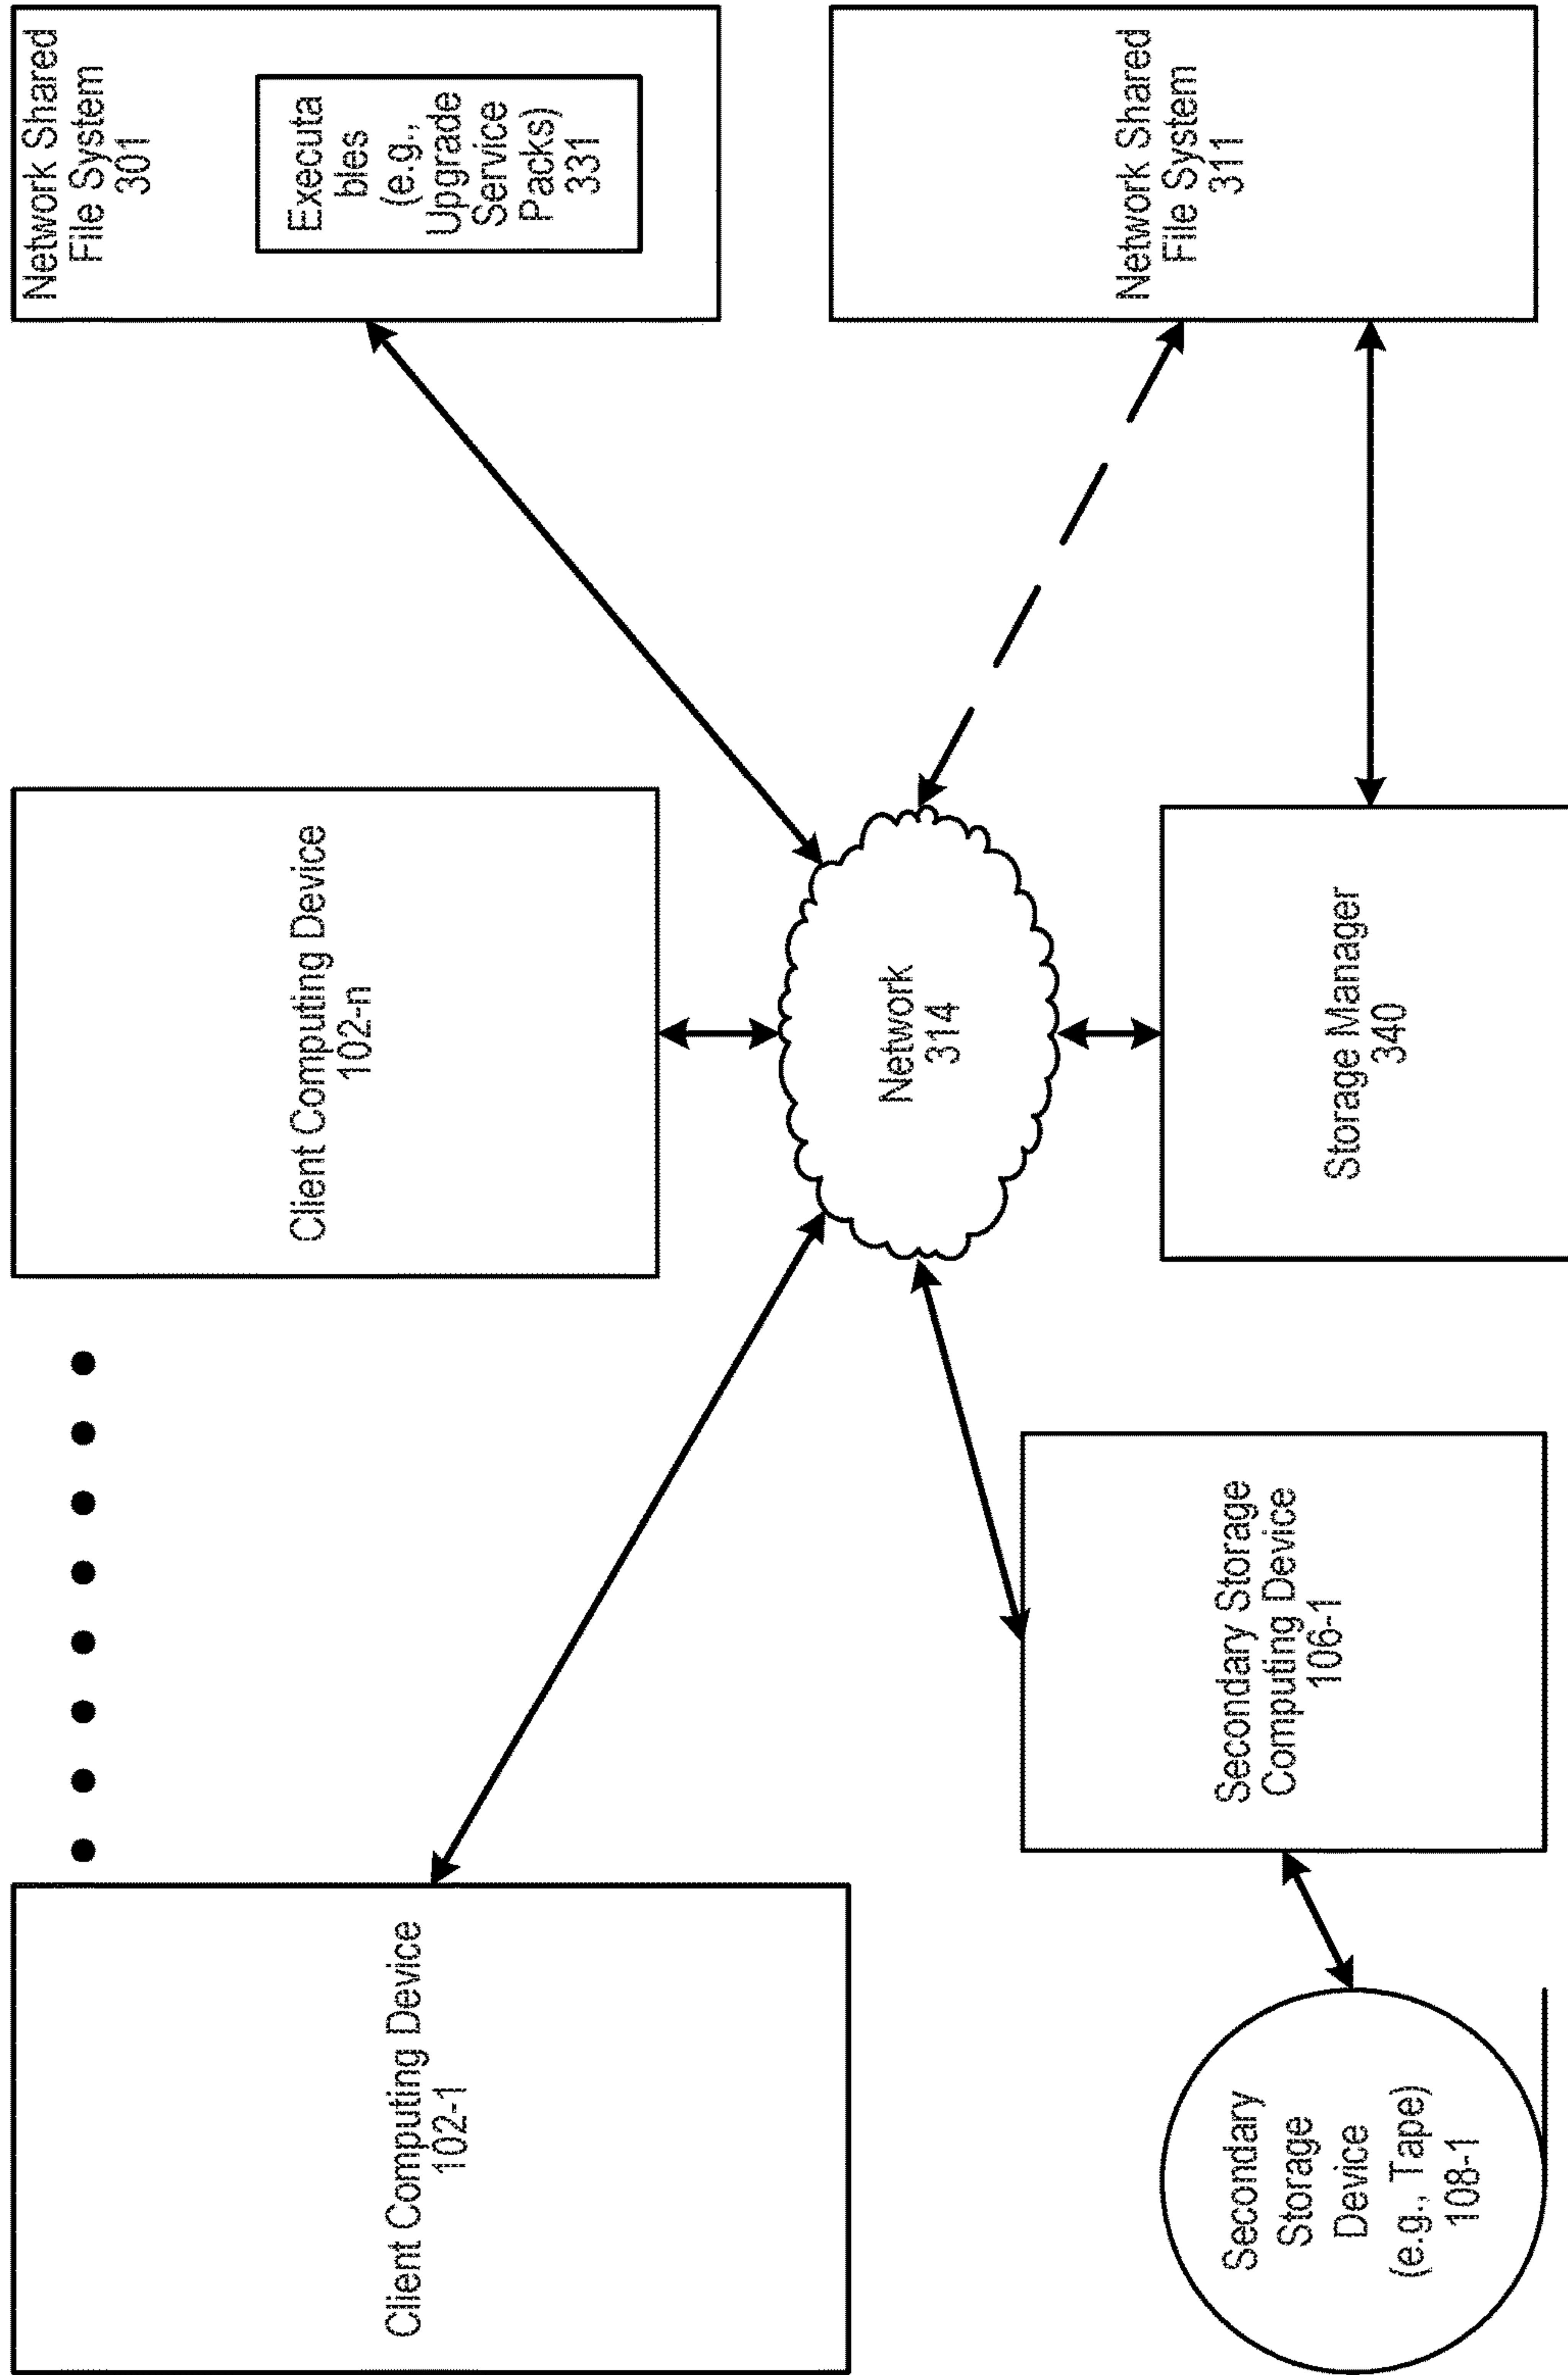 Client Computing Device
102-1
Client Computing Device
102-n
Network Shared
File System
301
Executa
bles
(e.g.,
Upgrade
Service
Packs)
331
Network
314
Secondary
Storage
Device
(e.g., Tape)
108-1
Secondary Storage
Computing Device
106-1
Storage Manager
340
Network Shared
File System
311